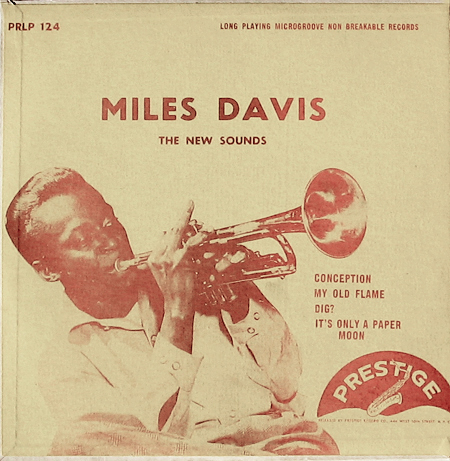 PRLP 124
LONG PLAYING MICROGROOVE NON BREAKABLE RECORDS
MILES DAVIS
THE NEW SOUNDS
CONCEPTION
MY OLD FLAME
DIG?
IT'S ONLY A PAPER
MOON
PRESTIGE